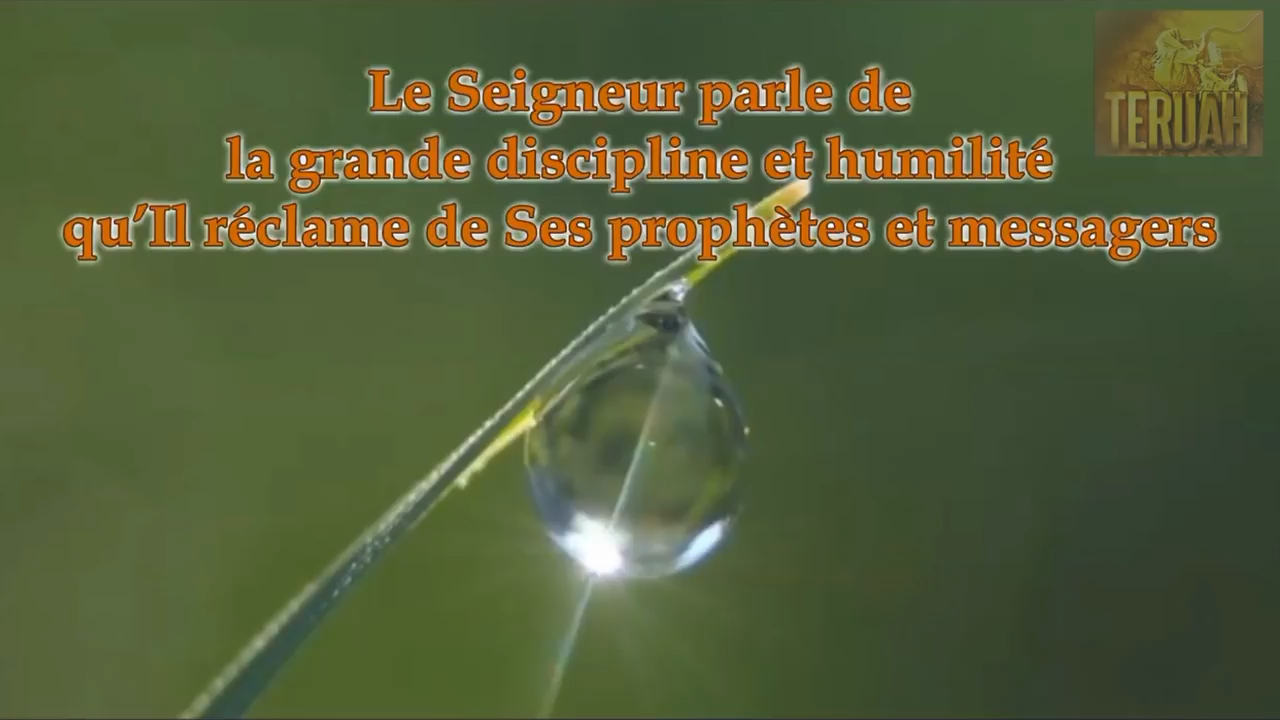 Le Seigneur parle de
la grande discipline et humilité
qu’Il réclame de Ses prophètes et messagers
TERUAH